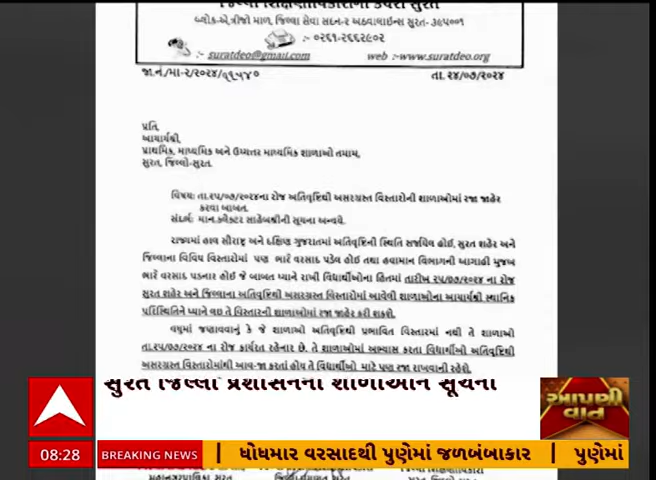 જિલ્લા શિક્ષણાધિકારીની કચેરી સુરત
બ્લોક-એ,ત્રીજો માળ, જિલ્લા સેવા સદન-૨ અઠવાલાઇન્સ સુરત- ૩૯૫૦૦૧
:- ૦૨૬૧-૨૬૬૨૯૦૨
:- suratdeo@gmail.com web :-www.suratdeo.org
જા.નં./મા-૨/૨૦૨૪/૬૧૫૪૦ તા.૨૪/૦૭/૨૦૨૪
પ્રતિ,
આચાર્યશ્રી,
પ્રાથમિક, માધ્યમિક અને ઉચ્ચત્તર માધ્યમિક શાળાઓ તમામ,
સુરત, જિલ્લો-સુરત.
વિષય: તા.૨૫/૦૭/૨૦૨૪ના રોજ અતિવૃષ્ટિથી અસરગ્રસ્ત વિસ્તારોની શાળાઓમાં રજા જાહેર
કરવા બાબત.
સંદર્ભ: માન.કલેક્ટર સાહેબશ્રીની સૂચના અન્વયે.
રાજ્યમાં હાલ સૌરાષ્ટ્ર અને દક્ષિણ ગુજરાતમાં અતિવૃષ્ટિની સ્થિતિ સર્જાયેલ હોઈ, સુરત શહેર અને
જિલ્લાના વિવિધ વિસ્તારોમાં પણ ભારે વરસાદ પડેલ હોઈ તથા હવામાન વિભાગની આગાહી મુજબ
ભારે વરસાદ પડનાર હોઈ જે બાબત ધ્યાને રાખી વિદ્યાર્થીઓના હિતમાં તારીખ ૨૫/૦૭/૨૦૨૪ ના રોજ
સુરત શહેર અને જિલ્લાના અતિવૃષ્ટિથી અસરગ્રસ્ત વિસ્તારોમાં આવેલી શાળાઓના આચાર્યશ્રી સ્થાનિક
પરિસ્થિતિને ધ્યાને લઇ તે વિસ્તારની શાળાઓમાં રજા જાહેર કરી શકશે.
વધુમાં જણાવવાનું કે જે શાળાઓ અતિવૃષ્ટિથી પ્રભાવિત વિસ્તારમાં નથી તે શાળાઓ
તા.૨૫/૦૭/૨૦૨૪ ના રોજ કાર્યરત રહેનાર છે. તે શાળાઓમાં અભ્યાસ કરતા વિદ્યાર્થીઓ અતિવૃષ્ટિથી
અસરગ્રસ્ત વિસ્તારોમાંથી આવ-જા કરતાં હોય તે વિદ્યાર્થીઓ માટે પણ રજા રાખવાની રહેશે.
સુરત જિલ્લા પ્રશાસનની શાળાઓને સૂચના
આપણી
વાત
08:28 BREAKING NEWS ધોધમાર વરસાદથી પુણેમાં જળબંબાકાર પુણેમાં